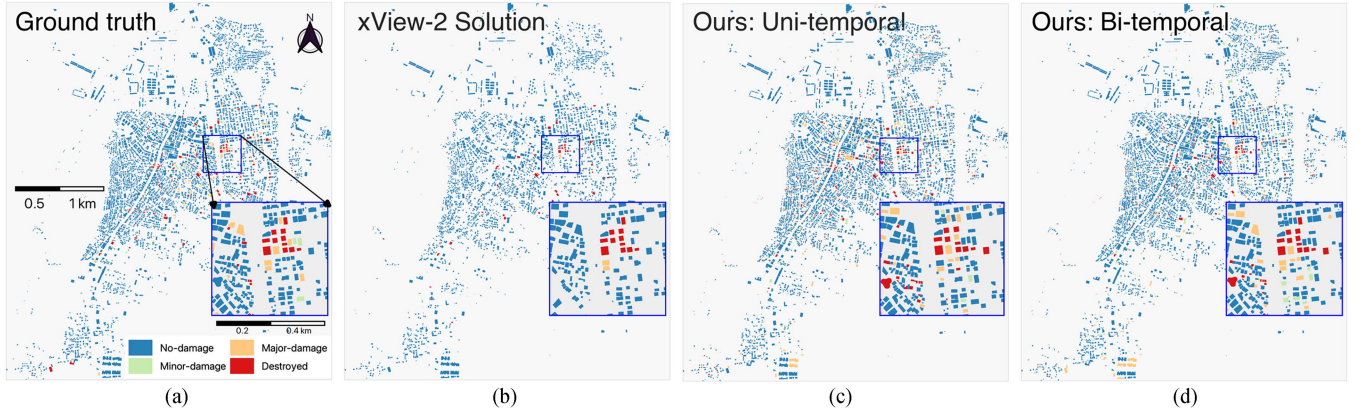 Ground truth
N
xView-2 Solution
Ours: Uni-temporal
Ours: Bi-temporal
0.5 1 km
0.2 0.4 km
No-damage
Major-damage
Minor-damage
Destroyed
(a)
(b)
(c)
(d)